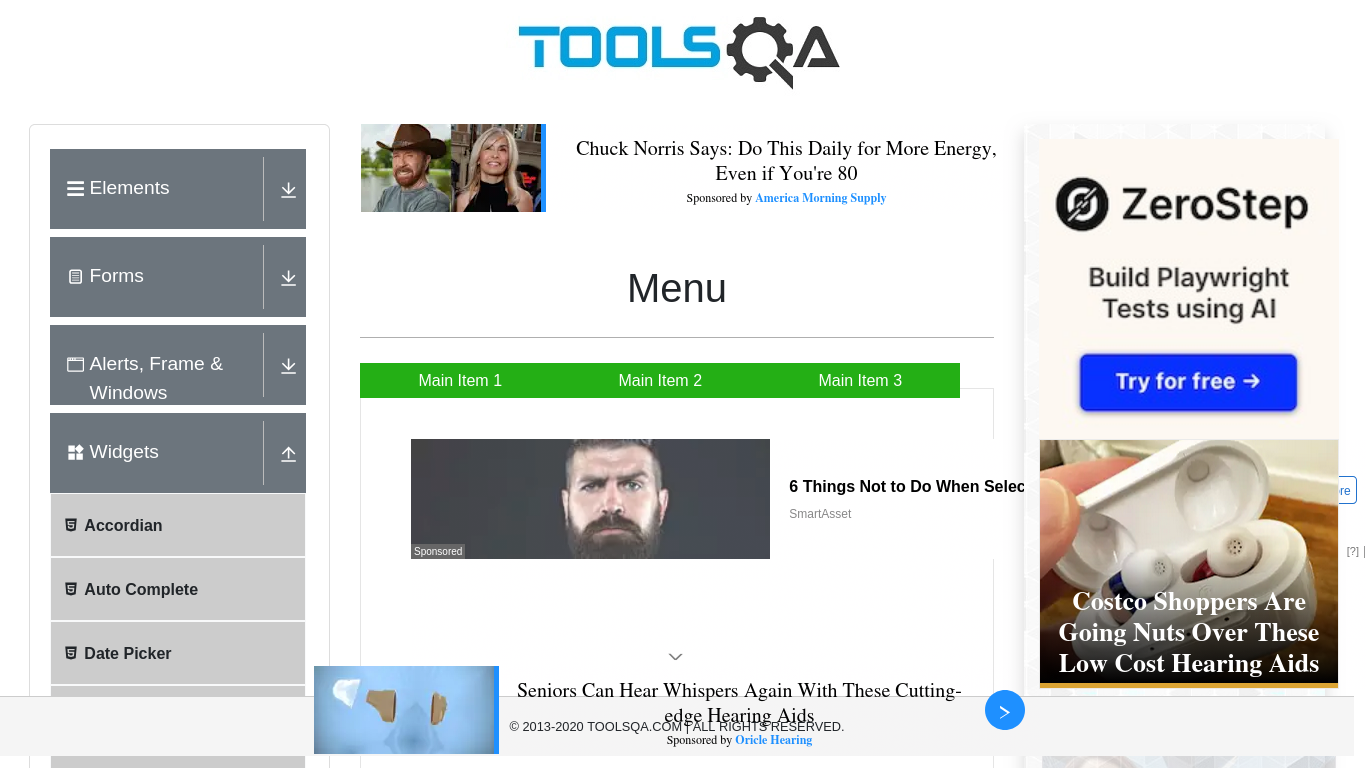 TOOLSQA
Elements
Forms
Alerts, Frame &
Windows
Widgets
Accordian
Auto Complete
Date Picker
Chuck Norris Says: Do This Daily for More Energy,
Even if You're 80
Sponsored by America Morning Supply
Menu
Main Item 1
Main Item 2
Main Item 3
Sponsored
6 Things Not to Do When Selec
SmartAsset
ZeroStep
Build Playwright
Tests using AI
Try for free →
re
[?]
Costco Shoppers Are
Going Nuts Over These
Low Cost Hearing Aids
Seniors Can Hear Whispers Again With These Cutting-
edge Hearing Aids
© 2013-2020 TOOLSQA.COM | ALL RIGHTS RESERVED.
Sponsored by Oricle Hearing